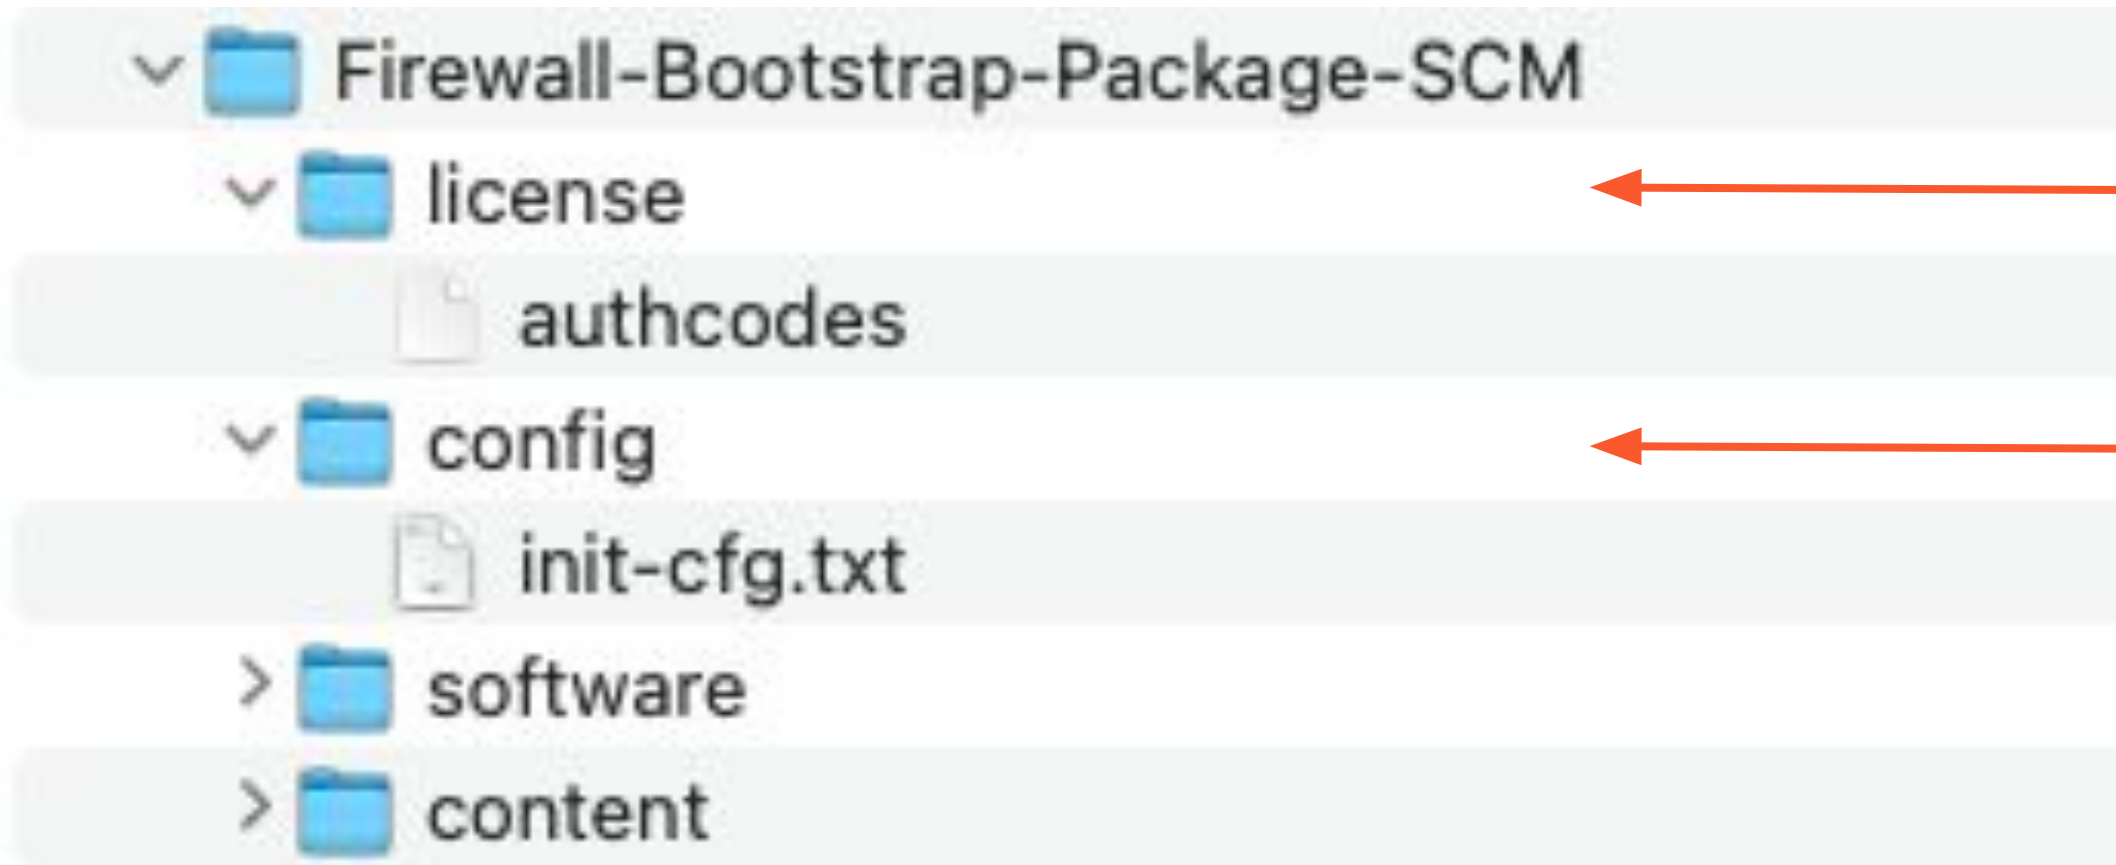 Firewall-Bootstrap-Package-SCM
license
authcodes
config
init-cfg.txt
software
content